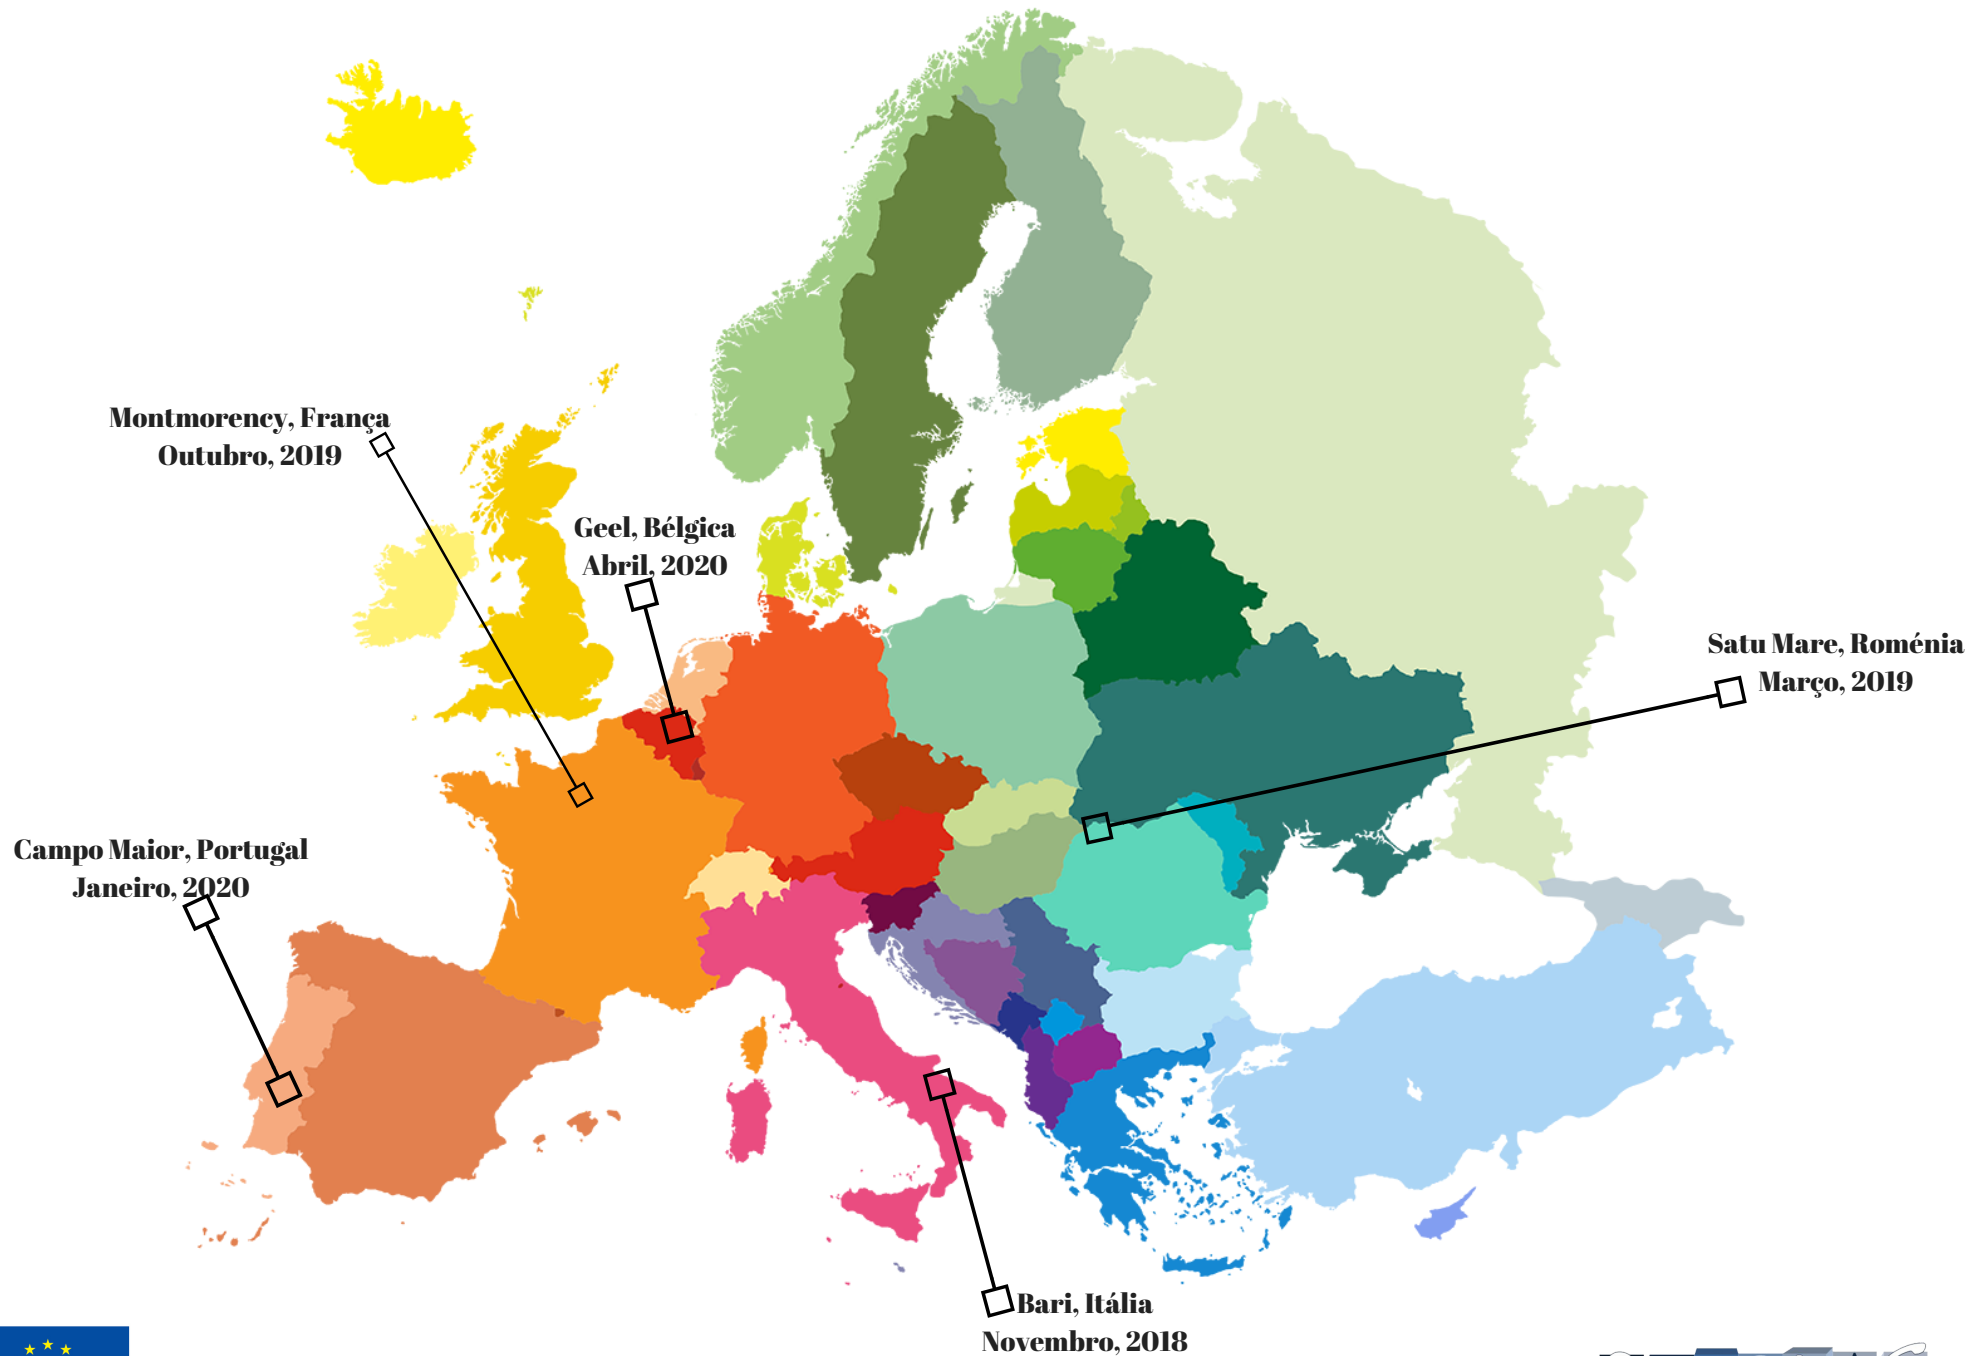 Montmorency, França
Outubro, 2019
Geel, Bélgica
Abril, 2020
Satu Mare, Roménia
Março, 2019
Campo Maior, Portugal
Janeiro, 2020
Bari, Itália
Novembro, 2018